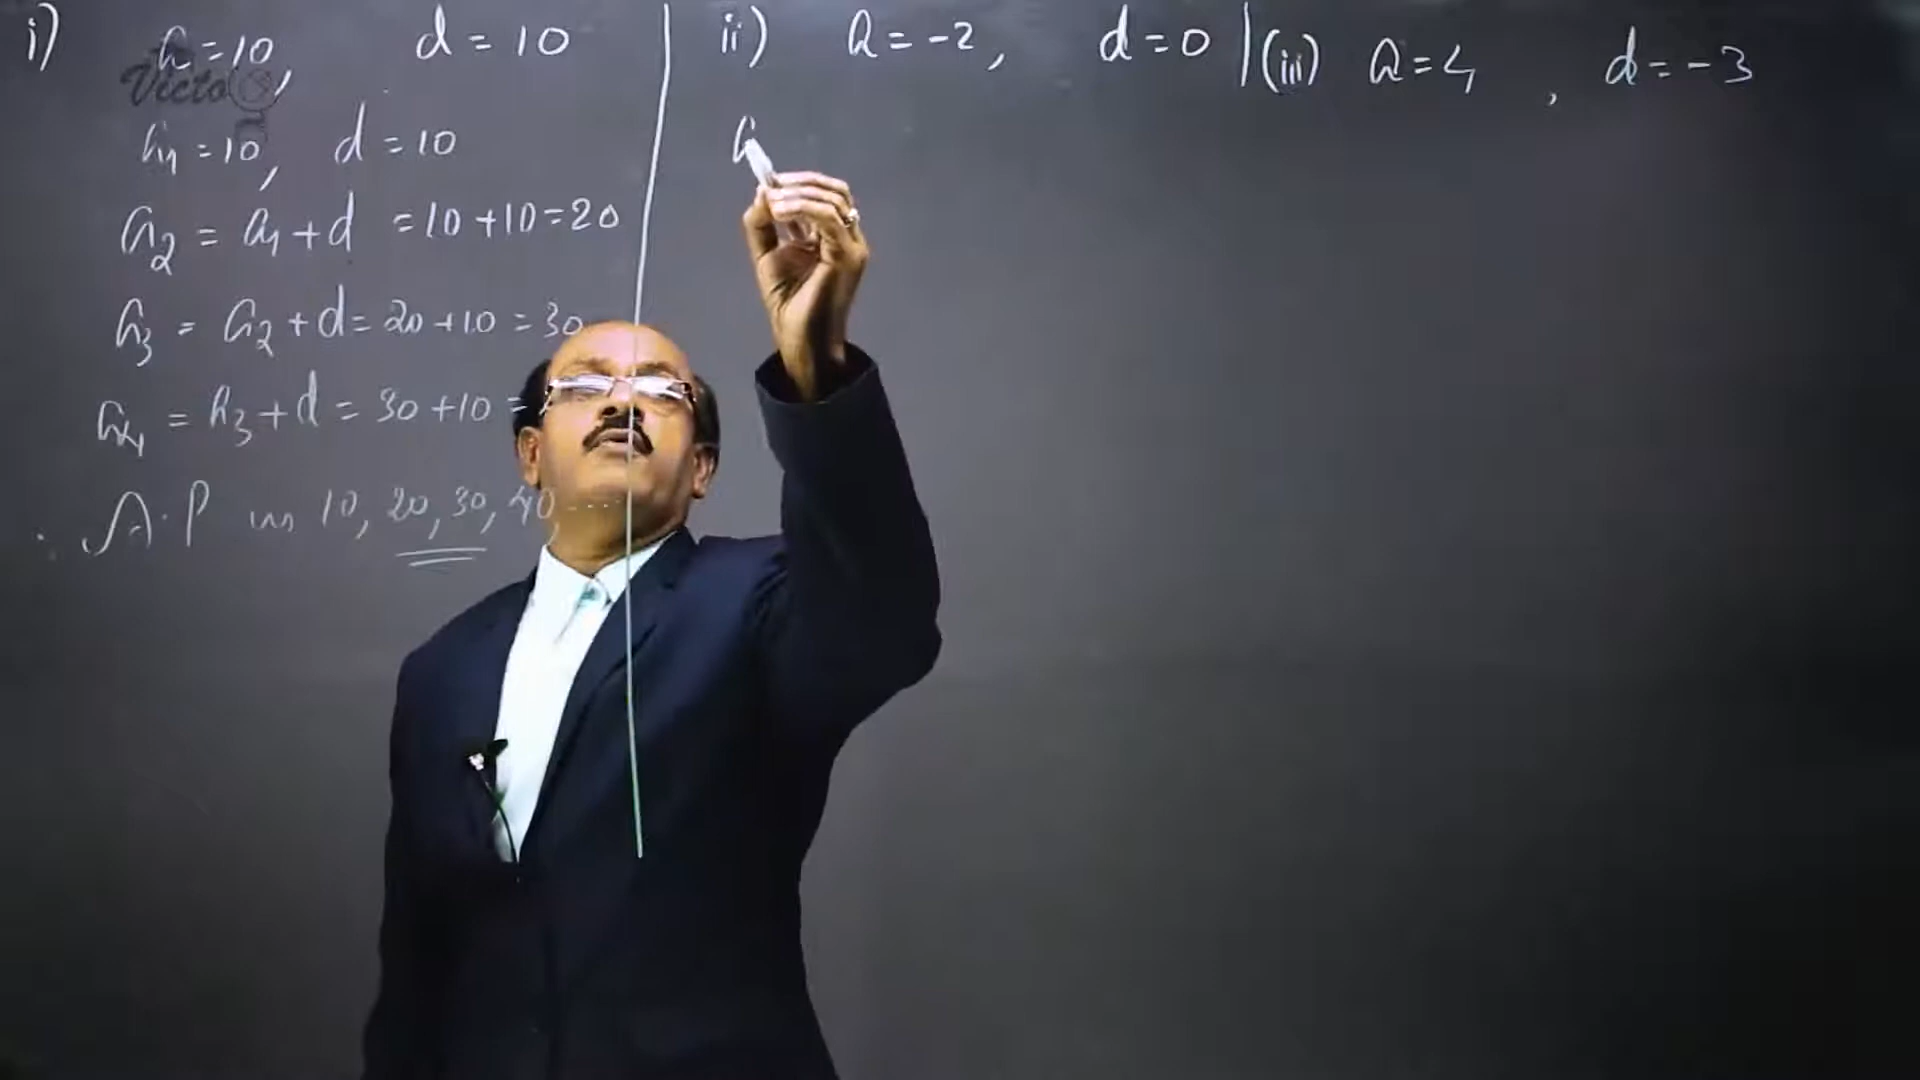 i) a=10, d=10
a₁=10, d=10
a₂ = a₁+d =10+10=20
a₃ = a₂+d=20+10=30
a₄ = a₃+d=30+10=
∴ A.P is 10, 20, 30, 40.....
ii) a=-2, d=0
a
(iii) a=4, d=-3
Victo